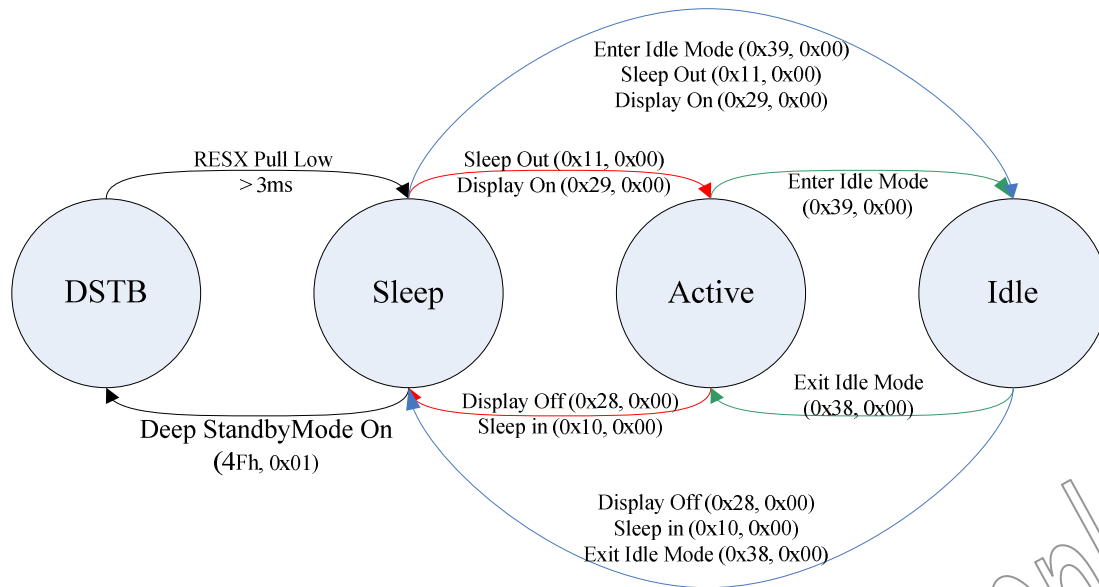 Enter Idle Mode (0x39, 0x00)
Sleep Out (0x11, 0x00)
Display On (0x29, 0x00)
RESX Pull Low
> 3ms
Sleep Out (0x11, 0x00)
Display On (0x29, 0x00)
Enter Idle Mode
(0x39, 0x00)
DSTB
Sleep
Active
Idle
Deep StandbyMode On
(4Fh, 0x01)
Display Off (0x28, 0x00)
Sleep in (0x10, 0x00)
Exit Idle Mode
(0x38, 0x00)
Display Off (0x28, 0x00)
Sleep in (0x10, 0x00)
Exit Idle Mode (0x38, 0x00)